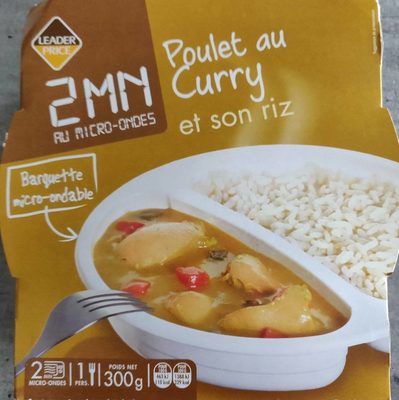 LEADER
PRICE
2MN
AU MICRO-ONDES
Poulet au
Curry
et son riz
Barquette
micro-ondable
2
MICRO-ONDES
1
PERS.
POIDS NET
300g